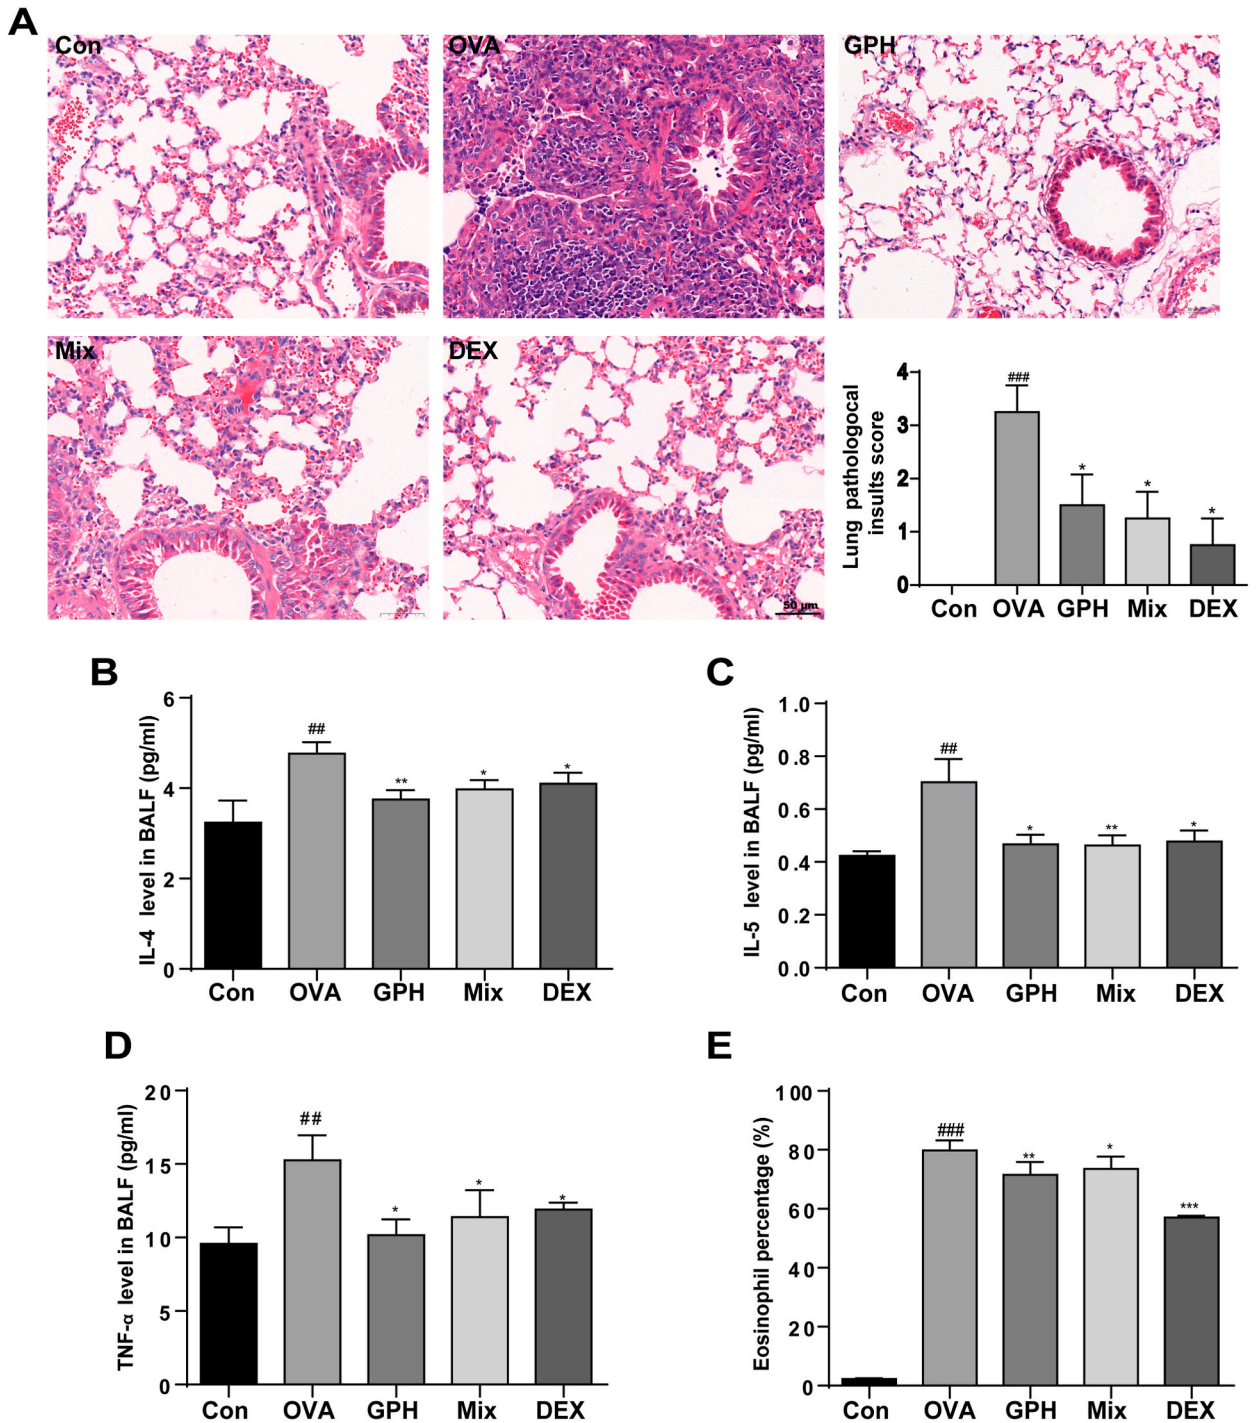 A
Con
OVA
GPH
Mix
DEX
50 μm
Lung pathologocal
insults score
4
3
2
1
0
###
*
*
*
Con OVA GPH Mix DEX
B
IL-4 level in BALF (pg/ml)
6
4
2
0
##
**
*
*
Con OVA GPH Mix DEX
C
IL-5 level in BALF (pg/ml)
1.0
0.8
0.6
0.4
0.2
0.0
##
*
**
*
Con OVA GPH Mix DEX
D
TNF-α level in BALF (pg/ml)
20
15
10
5
0
##
*
*
*
Con OVA GPH Mix DEX
E
Eosinophil percentage (%)
100
80
60
40
20
0
###
**
*
***
Con OVA GPH Mix DEX